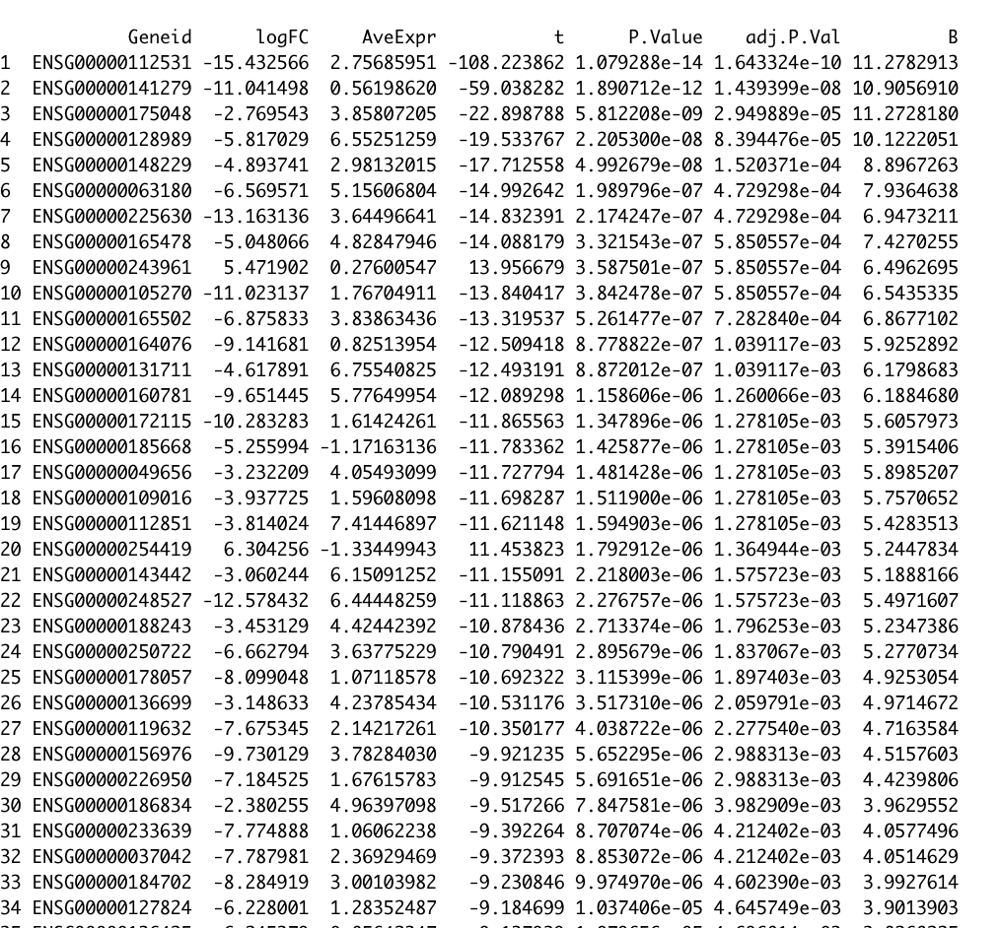 Geneid logFC AveExpr t P.Value adj.P.Val B
1 ENSG00000112531 -15.432566 2.75685951 -108.223862 1.079288e-14 1.643324e-10 11.2782913
2 ENSG00000141279 -11.041498 0.56198620 -59.038282 1.890712e-12 1.439399e-08 10.9056910
3 ENSG00000175048 -2.769543 3.85807205 -22.898788 5.812208e-09 2.949889e-05 11.2728180
4 ENSG00000128989 -5.817029 6.55251259 -19.533767 2.205300e-08 8.394476e-05 10.1222051
5 ENSG00000148229 -4.893741 2.98132015 -17.712558 4.992679e-08 1.520371e-04 8.8967263
6 ENSG00000063180 -6.569571 5.15606804 -14.992642 1.989796e-07 4.729298e-04 7.9364638
7 ENSG00000225630 -13.163136 3.64496641 -14.832391 2.174247e-07 4.729298e-04 6.9473211
8 ENSG00000165478 -5.048066 4.82847946 -14.088179 3.321543e-07 5.850557e-04 7.4270255
9 ENSG00000243961 5.471902 0.27600547 13.956679 3.587501e-07 5.850557e-04 6.4962695
10 ENSG00000105270 -11.023137 1.76704911 -13.840417 3.842478e-07 5.850557e-04 6.5435335
11 ENSG00000165502 -6.875833 3.83863436 -13.319537 5.261477e-07 7.282840e-04 6.8677102
12 ENSG00000164076 -9.141681 0.82513954 -12.509418 8.778822e-07 1.039117e-03 5.9252892
13 ENSG00000131711 -4.617891 6.75540825 -12.493191 8.872012e-07 1.039117e-03 6.1798683
14 ENSG00000160781 -9.651445 5.77649954 -12.089298 1.158606e-06 1.260066e-03 6.1884680
15 ENSG00000172115 -10.283283 1.61424261 -11.865563 1.347896e-06 1.278105e-03 5.6057973
16 ENSG00000185668 -5.255994 -1.17163136 -11.783362 1.425877e-06 1.278105e-03 5.3915406
17 ENSG00000049656 -3.232209 4.05493099 -11.727794 1.481428e-06 1.278105e-03 5.8985207
18 ENSG00000109016 -3.937725 1.59608098 -11.698287 1.511900e-06 1.278105e-03 5.7570652
19 ENSG00000112851 -3.814024 7.41446897 -11.621148 1.594903e-06 1.278105e-03 5.4283513
20 ENSG00000254419 6.304256 -1.33449943 11.453823 1.792912e-06 1.364944e-03 5.2447834
21 ENSG00000143442 -3.060244 6.15091252 -11.155091 2.218003e-06 1.575723e-03 5.1888166
22 ENSG00000248527 -12.578432 6.44448259 -11.118863 2.276757e-06 1.575723e-03 5.4971607
23 ENSG00000188243 -3.453129 4.42442392 -10.878436 2.713374e-06 1.796253e-03 5.2347386
24 ENSG00000250722 -6.662794 3.63775229 -10.790491 2.895679e-06 1.837067e-03 5.2770734
25 ENSG00000178057 -8.099048 1.07118578 -10.692322 3.115399e-06 1.897403e-03 4.9253054
26 ENSG00000136699 -3.148633 4.23785434 -10.531176 3.517310e-06 2.059791e-03 4.9714672
27 ENSG00000119632 -7.675345 2.14217261 -10.350177 4.038722e-06 2.277540e-03 4.7163584
28 ENSG00000156976 -9.730129 3.78284030 -9.921235 5.652295e-06 2.988313e-03 4.5157603
29 ENSG00000226950 -7.184525 1.67615783 -9.912545 5.691651e-06 2.988313e-03 4.4239806
30 ENSG00000186834 -2.380255 4.96397098 -9.517266 7.847581e-06 3.982909e-03 3.9629552
31 ENSG00000233639 -7.774888 1.06062238 -9.392264 8.707074e-06 4.212402e-03 4.0577496
32 ENSG00000037042 -7.787981 2.36929469 -9.372393 8.853072e-06 4.212402e-03 4.0514629
33 ENSG00000184702 -8.284919 3.00103982 -9.230846 9.974970e-06 4.602390e-03 3.9927614
34 ENSG00000127824 -6.228001 1.28352487 -9.184699 1.037406e-05 4.645749e-03 3.9013903